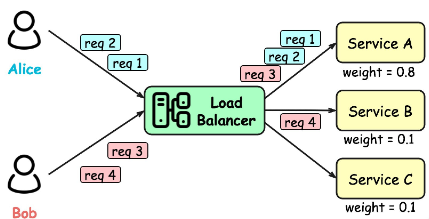 req 2
req 1
Alice
req 1
req 2
req 3
Service A
weight = 0.8
Load
Balancer
req 4
Service B
weight = 0.1
req 3
req 4
Bob
Service C
weight = 0.1